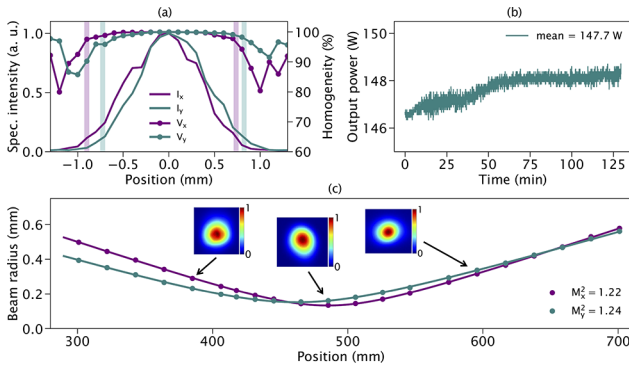 (a)
1.0
0.5
0.0
Spec. intensity (a. u.)
I_x
I_y
V_x
V_y
100
90
80
70
60
Homogeneity (%)
−1.0 −0.5 0.0 0.5 1.0
Position (mm)
(b)
mean = 147.7 W
150
148
146
Output power (W)
0 25 50 75 100 125
Time (min)
(c)
0.6
0.4
0.2
0.0
Beam radius (mm)
1
0
1
0
1
0
M²_x = 1.22
M²_y = 1.24
300 400 500 600 700
Position (mm)